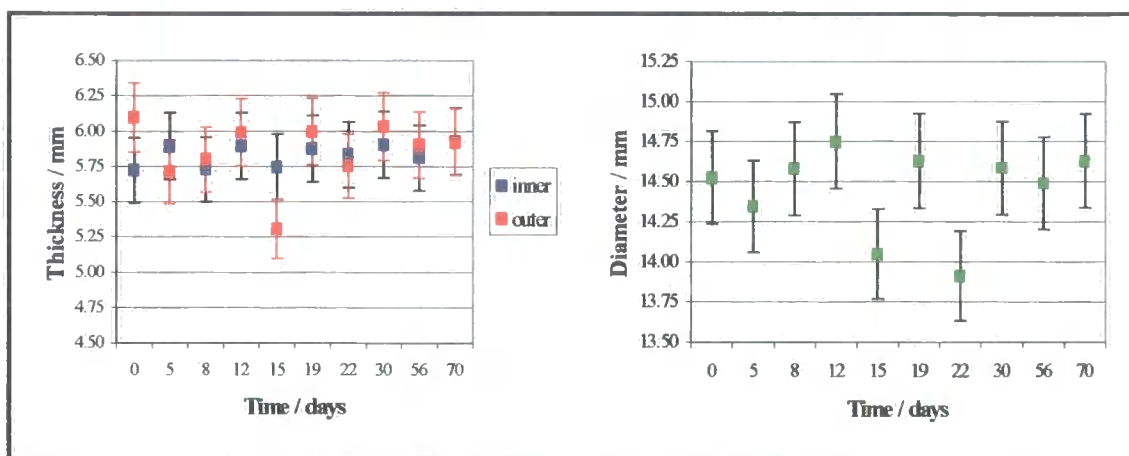 6.50
6.25
6.00
5.75
5.50
5.25
5.00
4.75
4.50
Thickness / mm
0 5 8 12 15 19 22 30 56 70
Time / days
inner
outer
15.25
15.00
14.75
14.50
14.25
14.00
13.75
13.50
Diameter / mm
0 5 8 12 15 19 22 30 56 70
Time / days